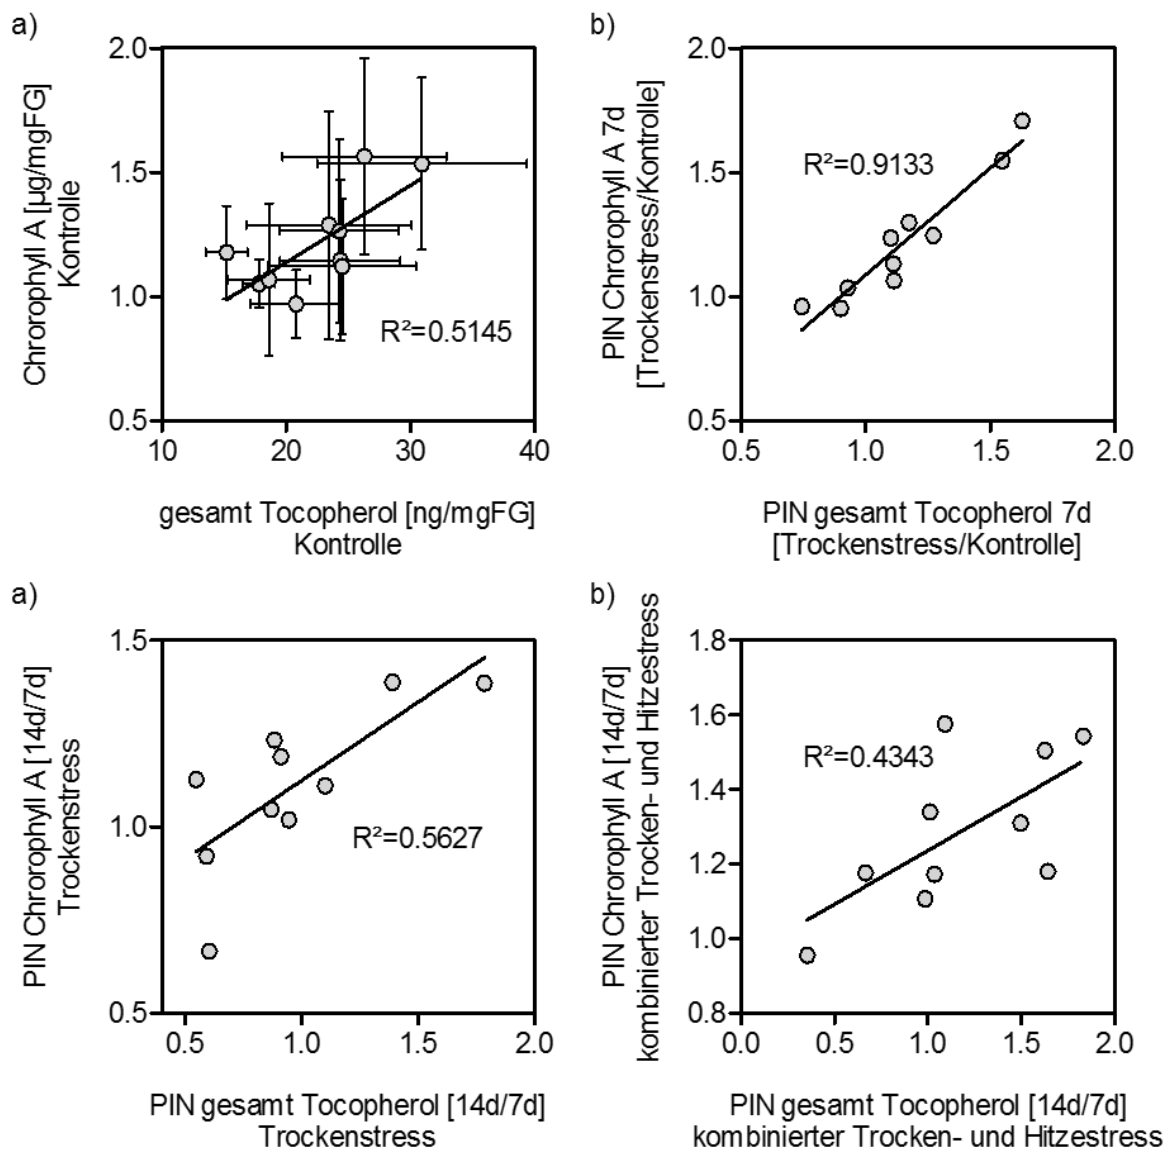 a)
Chrorophyll A [µg/mgFG]
Kontrolle
2.0
1.5
1.0
0.5
R²=0.5145
10
20
30
40
gesamt Tocopherol [ng/mgFG]
Kontrolle
b)
PIN Chrorophyll A 7d
[Trockenstress/Kontrolle]
2.0
1.5
1.0
0.5
R²=0.9133
0.5
1.0
1.5
2.0
PIN gesamt Tocopherol 7d
[Trockenstress/Kontrolle]
a)
PIN Chrorophyll A [14d/7d]
Trockenstress
1.5
1.0
0.5
R²=0.5627
0.5
1.0
1.5
2.0
PIN gesamt Tocopherol [14d/7d]
Trockenstress
b)
PIN Chrorophyll A [14d/7d]
kombinierter Trocken- und Hitzestress
1.8
1.6
1.4
1.2
1.0
0.8
R²=0.4343
0.0
0.5
1.0
1.5
2.0
PIN gesamt Tocopherol [14d/7d]
kombinierter Trocken- und Hitzestress